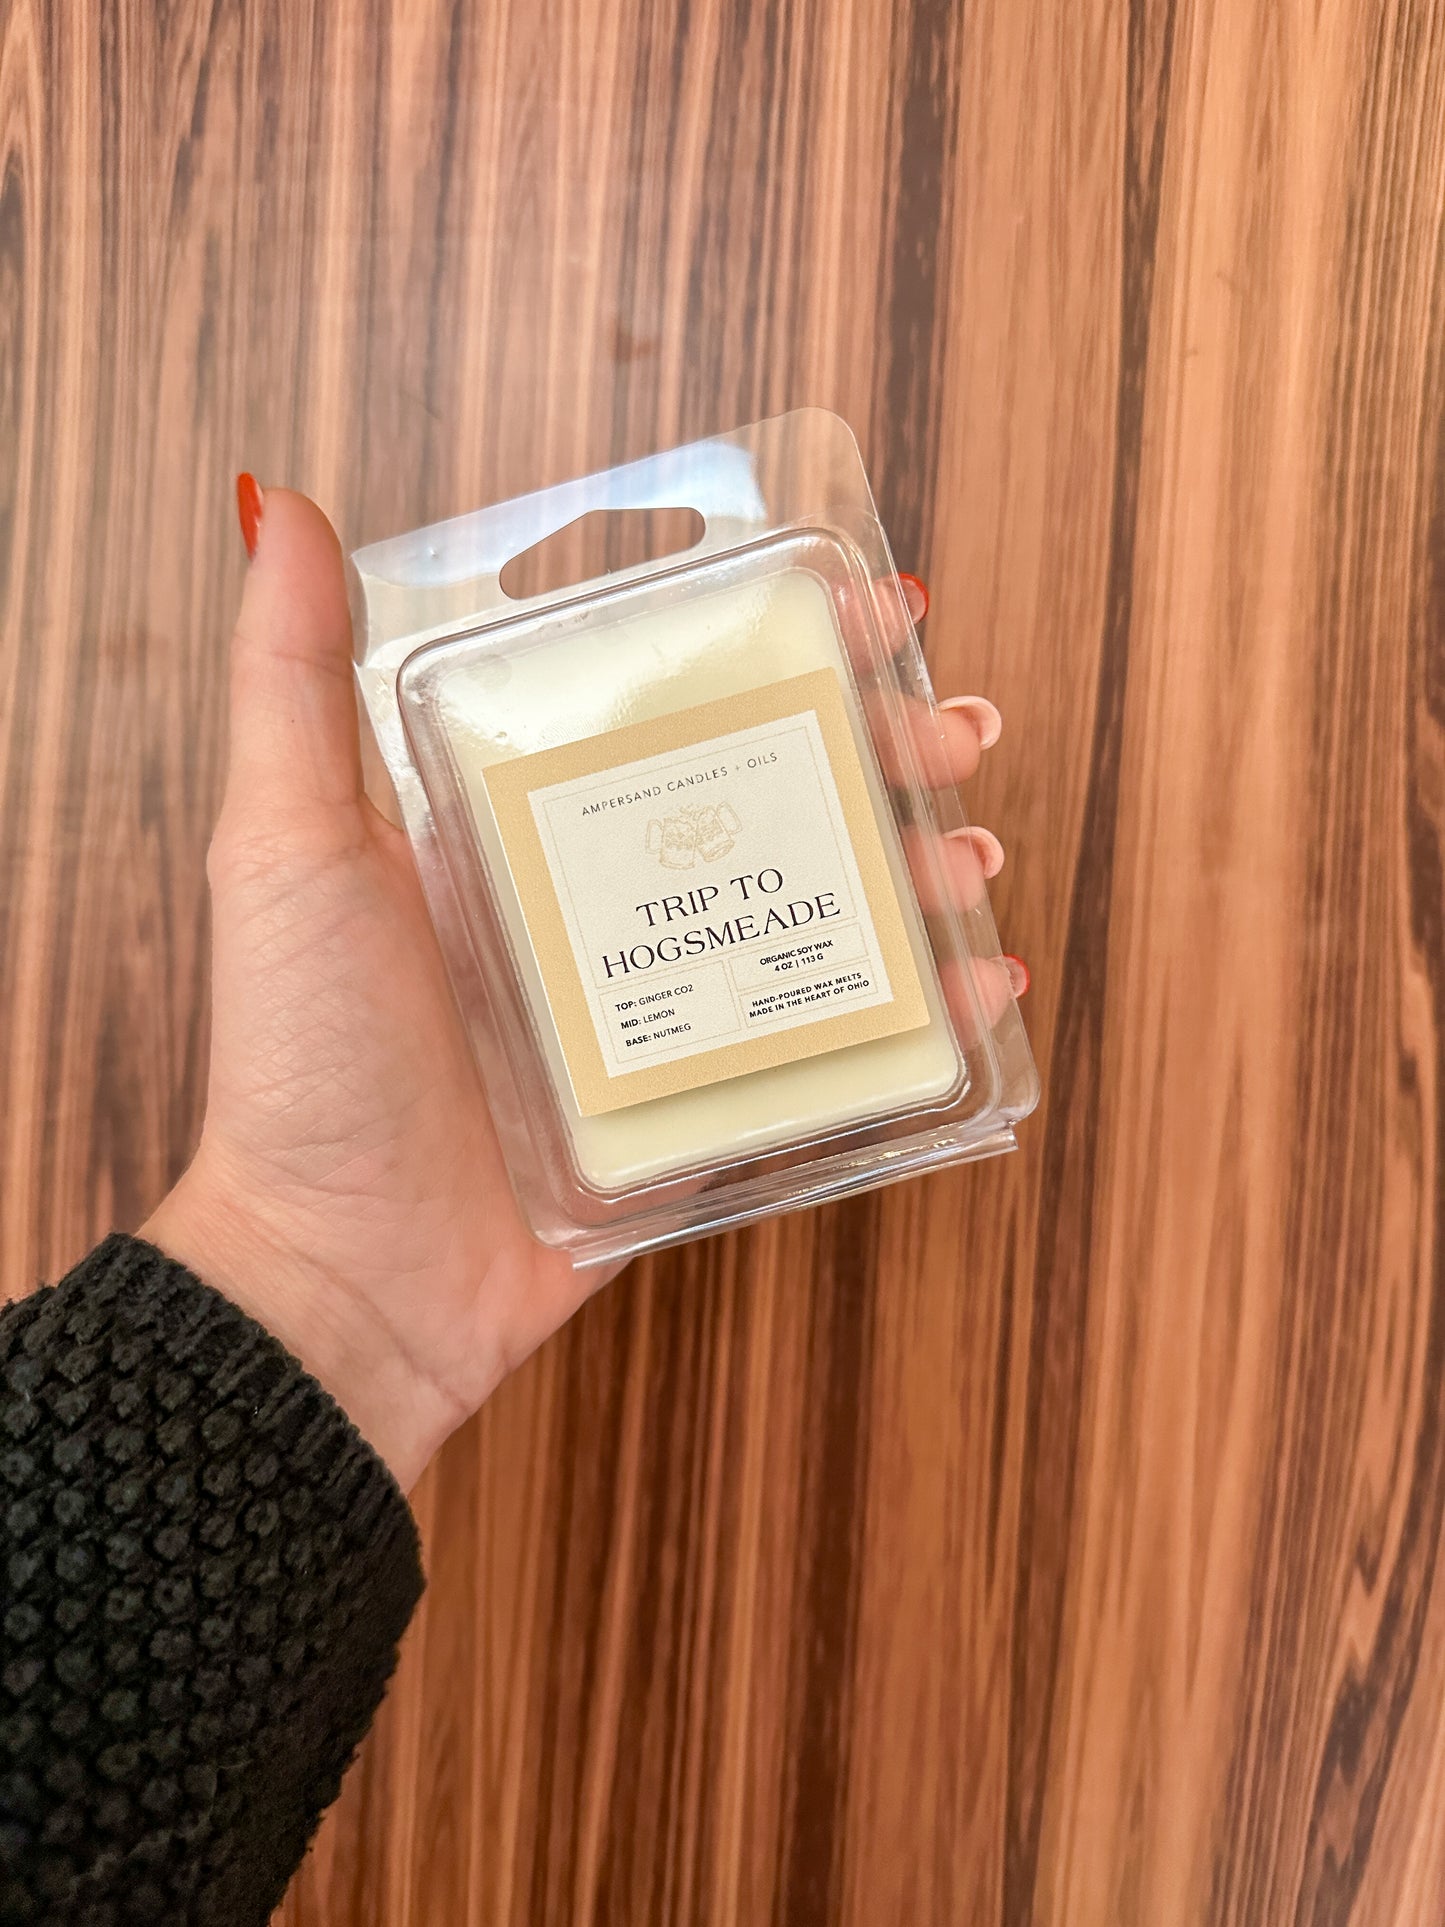 AMPERSAND CANDLES + OILS
TRIP TO
HOGSMEADE
TOP: GINGER CO2
MID: LEMON
BASE: NUTMEG
ORGANIC SOY WAX
4 OZ | 113 G
HAND-POURED WAX MELTS
MADE IN THE HEART OF OHIO